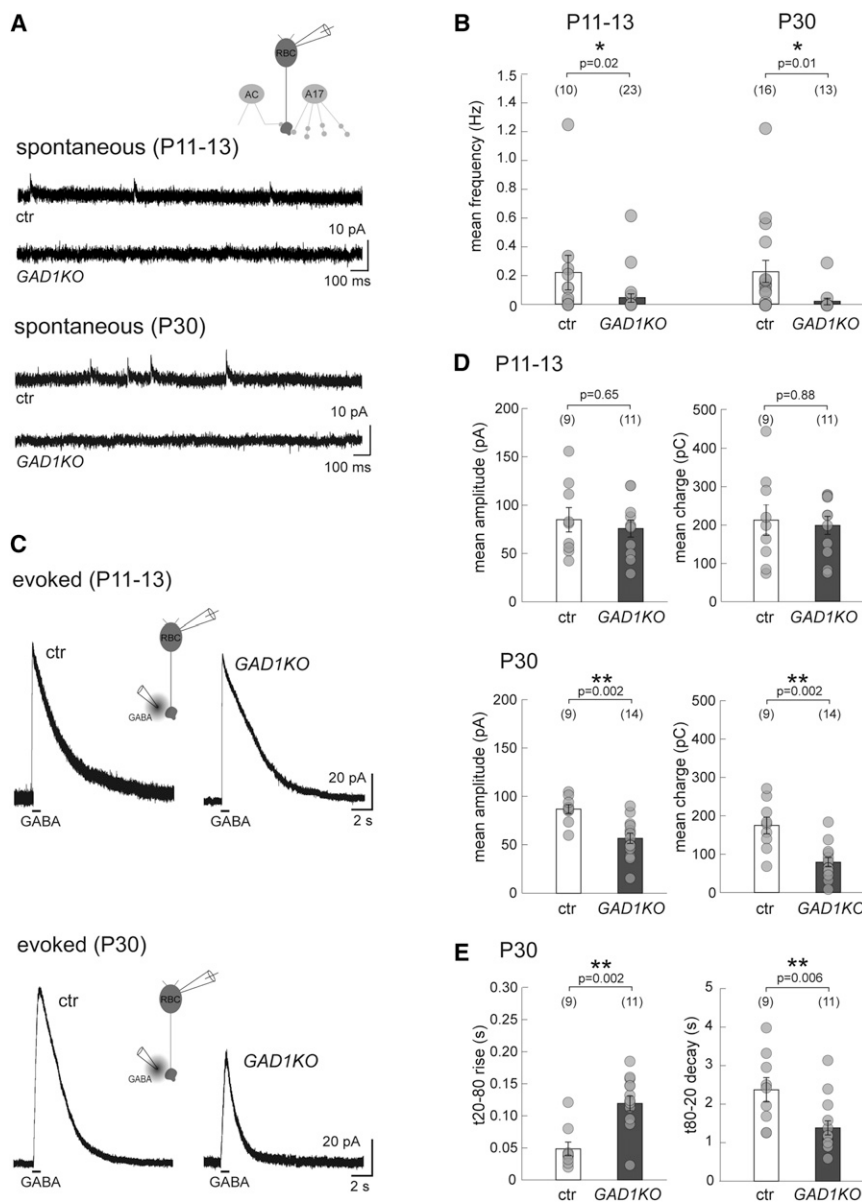 A
RBC
AC
A17
spontaneous (P11-13)
ctr
10 pA
GAD1KO
100 ms
spontaneous (P30)
ctr
10 pA
GAD1KO
100 ms
B
P11-13
P30
*
*
p=0.02
p=0.01
(10)
(23)
(16)
(13)
mean frequency (Hz)
1.5
1.4
1.2
1.0
0.8
0.6
0.4
0.2
0
ctr
GAD1KO
ctr
GAD1KO
C
evoked (P11-13)
ctr
RBC
GABA
GAD1KO
20 pA
2 s
GABA
GABA
evoked (P30)
ctr
RBC
GABA
GAD1KO
20 pA
2 s
GABA
GABA
D
P11-13
p=0.65
(9)
(11)
mean amplitude (pA)
200
150
100
50
0
ctr
GAD1KO
p=0.88
(9)
(11)
mean charge (pC)
500
400
300
200
100
0
ctr
GAD1KO
P30
**
p=0.002
(9)
(14)
mean amplitude (pA)
200
150
100
50
0
ctr
GAD1KO
**
p=0.002
(9)
(14)
mean charge (pC)
500
400
300
200
100
0
ctr
GAD1KO
E
P30
**
p=0.002
(9)
(11)
t20-80 rise (s)
0.30
0.25
0.20
0.15
0.10
0.05
0
ctr
GAD1KO
**
p=0.006
(9)
(11)
t80-20 decay (s)
5
4
3
2
1
0
ctr
GAD1KO